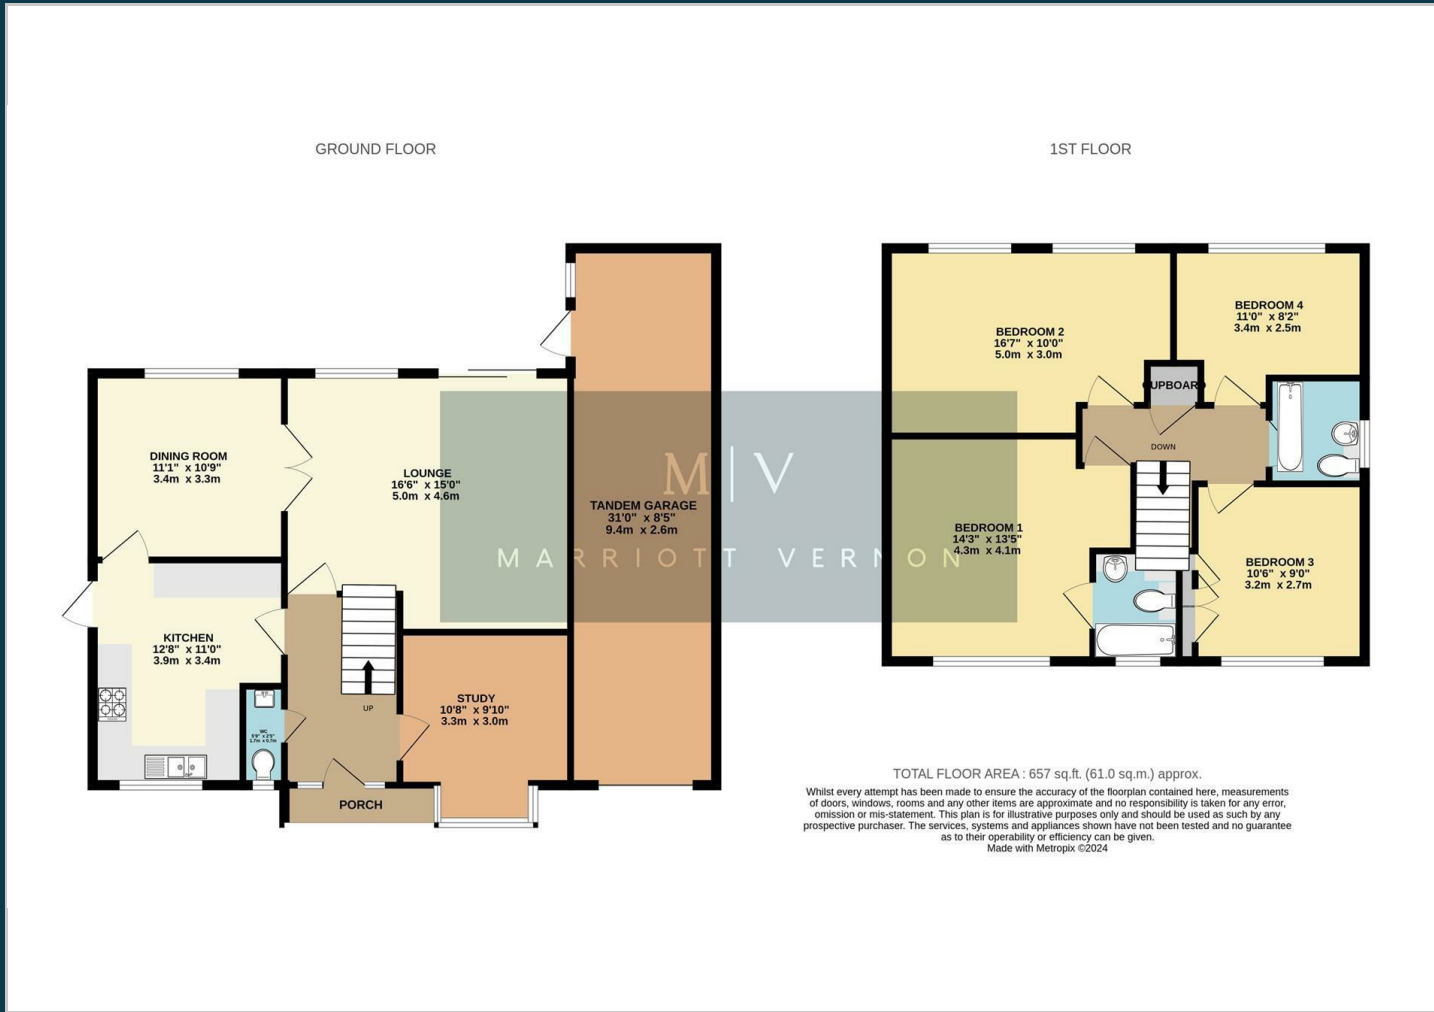 GROUND FLOOR
1ST FLOOR
DINING ROOM
11'1" x 10'9"
3.4m x 3.3m
LOUNGE
16'6" x 15'0"
5.0m x 4.6m
TANDEM GARAGE
31'0" x 8'5"
9.4m x 2.6m
KITCHEN
12'8" x 11'0"
3.9m x 3.4m
WC
STUDY
10'8" x 9'10"
3.3m x 3.0m
UP
PORCH
BEDROOM 2
16'7" x 10'0"
5.0m x 3.0m
BEDROOM 4
11'0" x 8'2"
3.4m x 2.5m
CUPBOARD
DOWN
BEDROOM 1
14'3" x 13'5"
4.3m x 4.1m
BEDROOM 3
10'6" x 9'0"
3.2m x 2.7m
M|V
MARRIOTT VERNON
TOTAL FLOOR AREA : 657 sq.ft. (61.0 sq.m.) approx.
Whilst every attempt has been made to ensure the accuracy of the floorplan contained here, measurements
of doors, windows, rooms and any other items are approximate and no responsibility is taken for any error,
omission or mis-statement. This plan is for illustrative purposes only and should be used as such by any
prospective purchaser. The services, systems and appliances shown have not been tested and no guarantee
as to their operability or efficiency can be given.
Made with Metropix ©2024